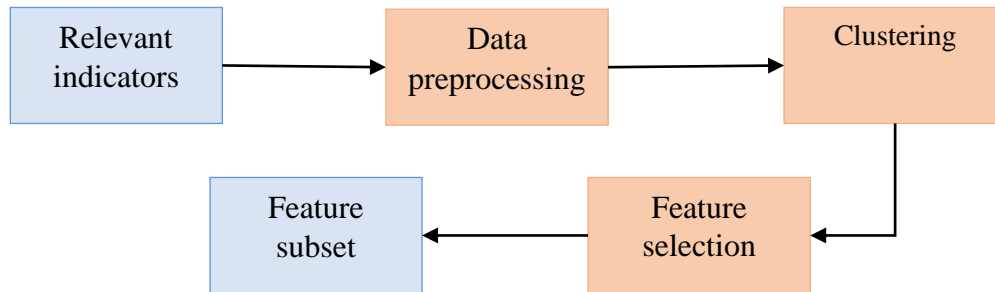 Relevant
indicators
Data
preprocessing
Clustering
Feature
selection
Feature
subset